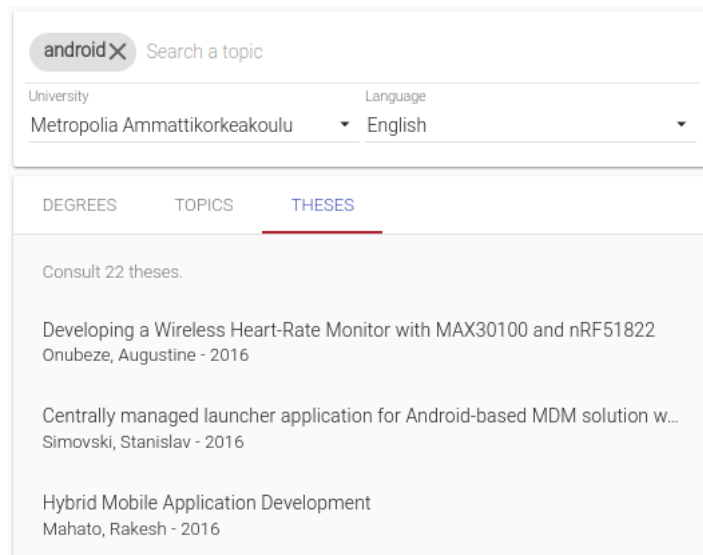 android
Search a topic
University Language
Metropolia Ammattikorkeakoulu English
DEGREES TOPICS THESES
Consult 22 theses.
Developing a Wireless Heart-Rate Monitor with MAX30100 and nRF51822
Onubeze, Augustine - 2016
Centrally managed launcher application for Android-based MDM solution w...
Simovski, Stanislav - 2016
Hybrid Mobile Application Development
Mahato, Rakesh - 2016